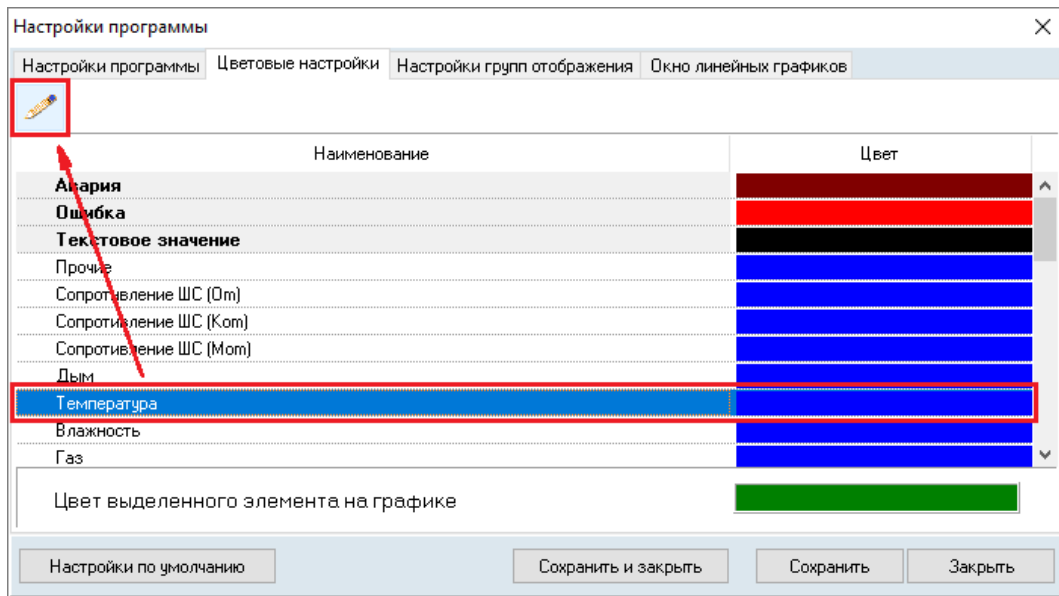 Настройки программы
Настройки программы Цветовые настройки Настройки групп отображения Окно линейных графиков
Наименование Цвет
Авария
Ошибка
Текстовое значение
Прочие
Сопротивление ШС (Om)
Сопротивление ШС (Kom)
Сопротивление ШС (Mom)
Дым
Температура
Влажность
Газ
Цвет выделенного элемента на графике
Настройки по умолчанию Сохранить и закрыть Сохранить Закрыть